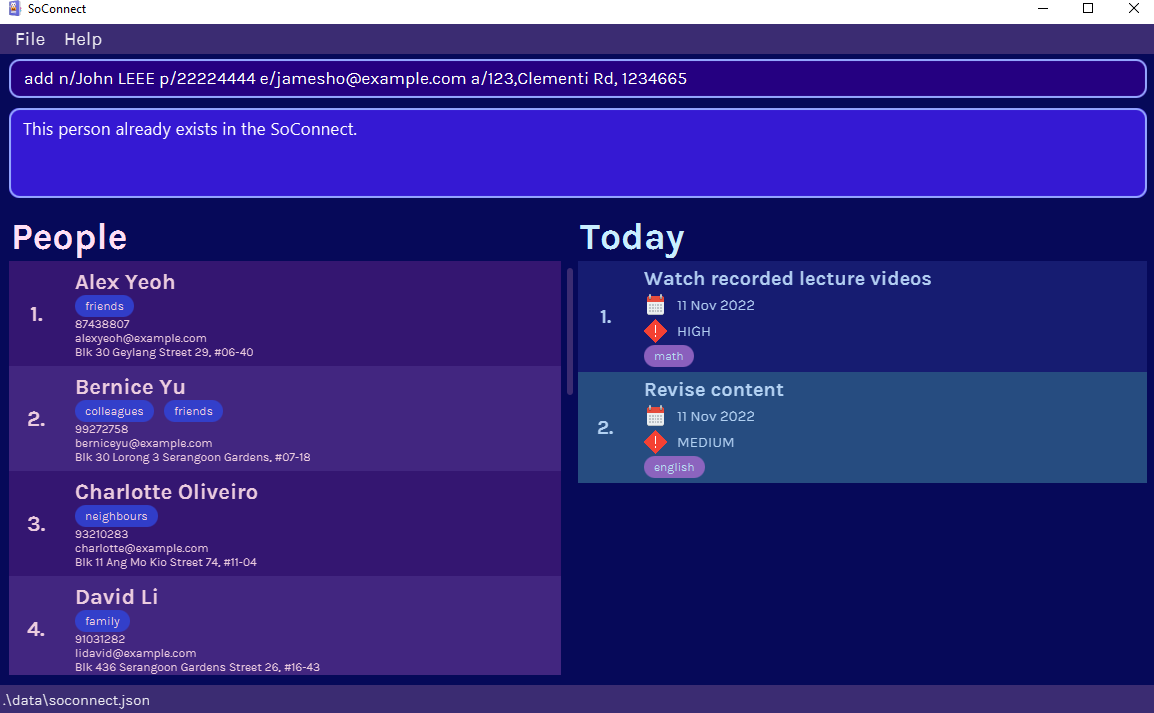 SoConnect
File Help
add n/John LEEE p/22224444 e/jamesho@example.com a/123,Clementi Rd, 1234665
This person already exists in the SoConnect.
People
1.
Alex Yeoh
friends
87438807
alexyeoh@example.com
Blk 30 Geylang Street 29, #06-40
2.
Bernice Yu
colleagues friends
99272758
berniceyu@example.com
Blk 30 Lorong 3 Serangoon Gardens, #07-18
3.
Charlotte Oliveiro
neighbours
93210283
charlotte@example.com
Blk 11 Ang Mo Kio Street 74, #11-04
4.
David Li
family
91031282
lidavid@example.com
Blk 436 Serangoon Gardens Street 26, #16-43
Today
1.
Watch recorded lecture videos
11 Nov 2022
HIGH
math
2.
Revise content
11 Nov 2022
MEDIUM
english
.\data\soconnect.json